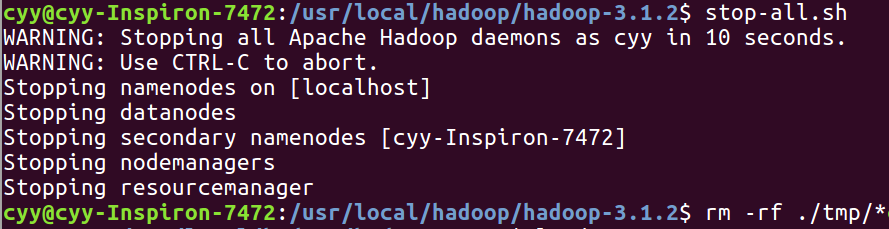 cyy@cyy-Inspiron-7472:/usr/local/hadoop/hadoop-3.1.2$ stop-all.sh
WARNING: Stopping all Apache Hadoop daemons as cyy in 10 seconds.
WARNING: Use CTRL-C to abort.
Stopping namenodes on [localhost]
Stopping datanodes
Stopping secondary namenodes [cyy-Inspiron-7472]
Stopping nodemanagers
Stopping resourcemanager
cyy@cyy-Inspiron-7472:/usr/local/hadoop/hadoop-3.1.2$ rm -rf ./tmp/*